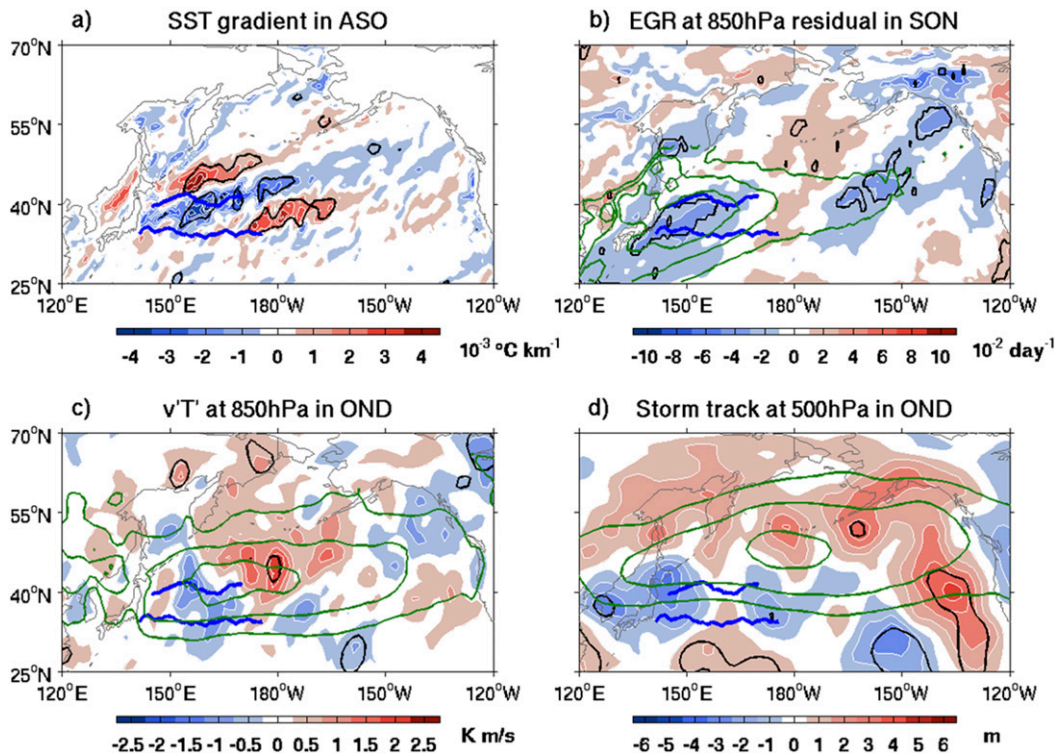 a) SST gradient in ASO
70°N
55°N
40°N
25°N
120°E 150°E 180°W 150°W 120°W
-4 -3 -2 -1 0 1 2 3 4 10⁻³ °C km⁻¹
b) EGR at 850hPa residual in SON
70°N
55°N
40°N
25°N
120°E 150°E 180°W 150°W 120°W
-10 -8 -6 -4 -2 0 2 4 6 8 10 10⁻² day⁻¹
c) v'T' at 850hPa in OND
70°N
55°N
40°N
25°N
120°E 150°E 180°W 150°W 120°W
-2.5 -2 -1.5 -1 -0.5 0 0.5 1 1.5 2 2.5 K m/s
d) Storm track at 500hPa in OND
70°N
55°N
40°N
25°N
120°E 150°E 180°W 150°W 120°W
-6 -5 -4 -3 -2 -1 0 1 2 3 4 5 6 m